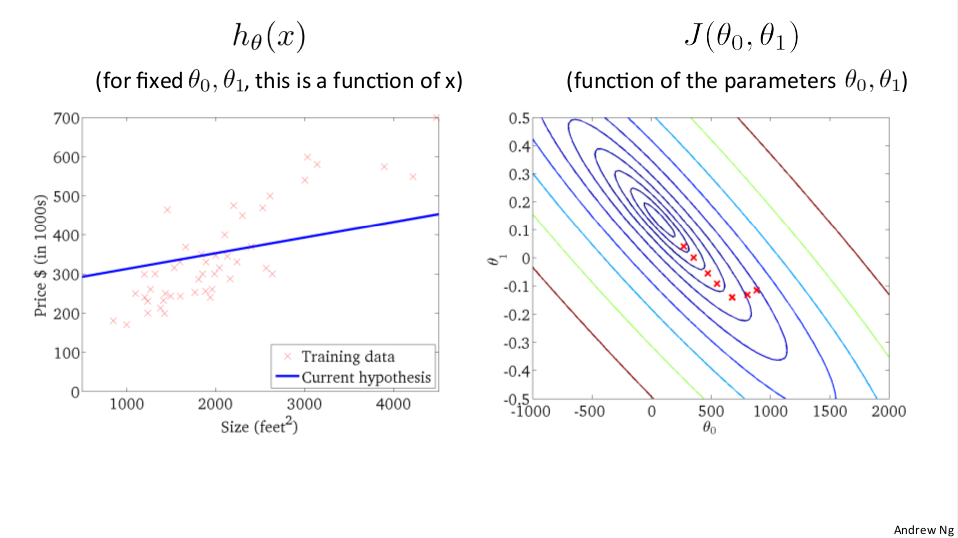 hθ(x)
(for fixed θ0, θ1, this is a function of x)
700
600
500
400
300
200
100
0
Price $ (in 1000s)
1000 2000 3000 4000
Size (feet2)
Training data
Current hypothesis
J(θ0, θ1)
(function of the parameters θ0, θ1)
0.5
0.4
0.3
0.2
0.1
0
-0.1
-0.2
-0.3
-0.4
-0.5
θ1
-1000 -500 0 500 1000 1500 2000
θ0
Andrew Ng